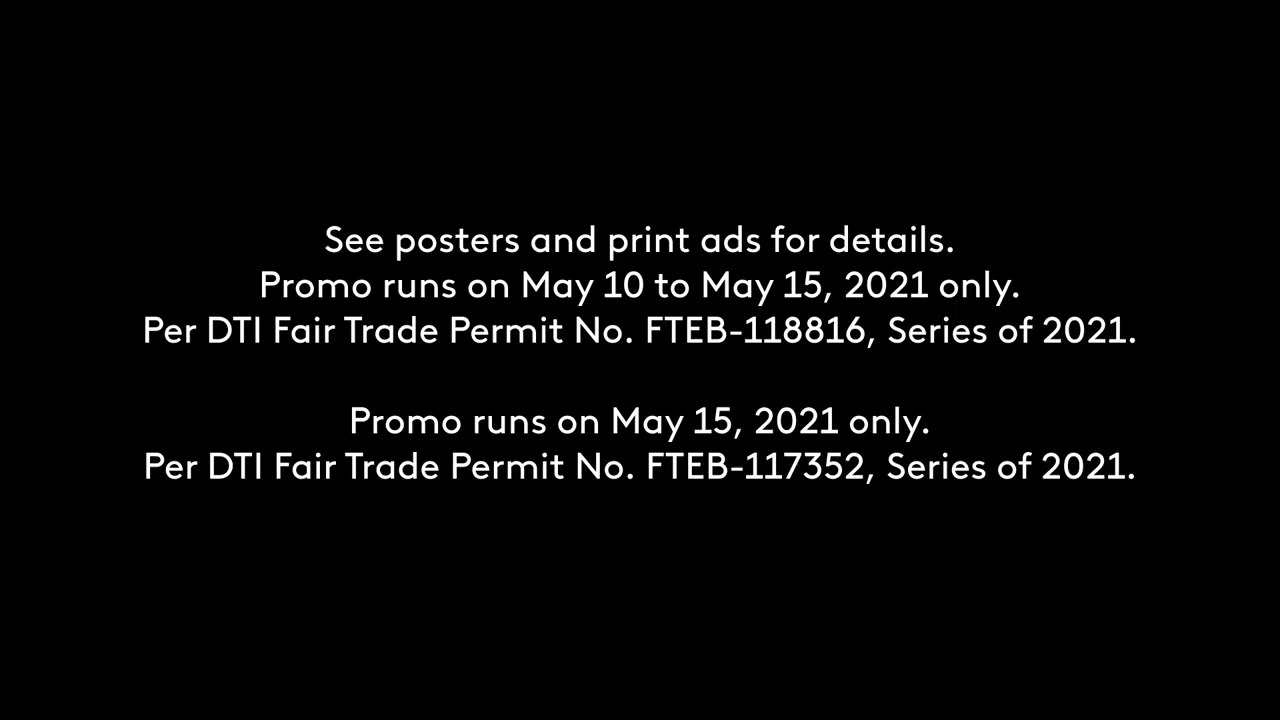 See posters and print ads for details.
Promo runs on May 10 to May 15, 2021 only.
Per DTI Fair Trade Permit No. FTEB-118816, Series of 2021.
Promo runs on May 15, 2021 only.
Per DTI Fair Trade Permit No. FTEB-117352, Series of 2021.